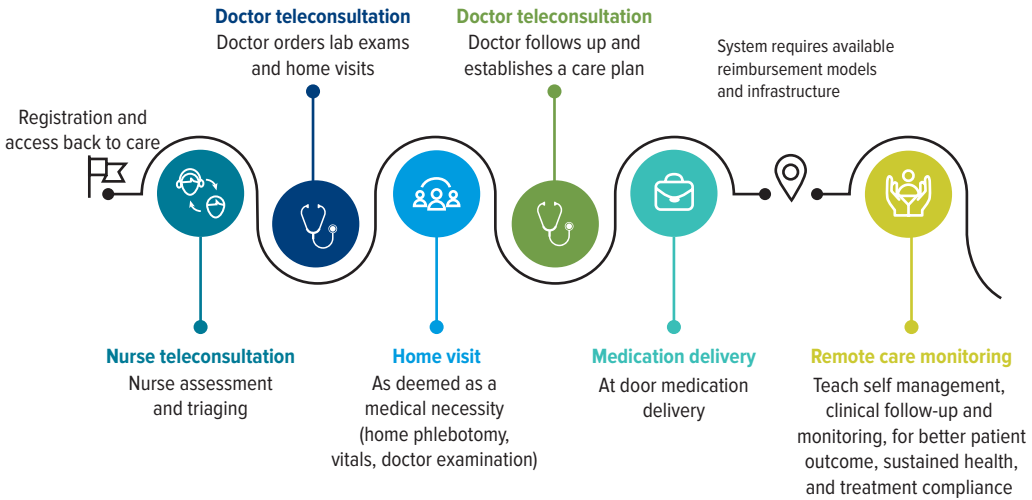 Registration and
access back to care
Nurse teleconsultation
Nurse assessment
and triaging
Doctor teleconsultation
Doctor orders lab exams
and home visits
Home visit
As deemed as a
medical necessity
(home phlebotomy,
vitals, doctor examination)
Doctor teleconsultation
Doctor follows up and
establishes a care plan
Medication delivery
At door medication
delivery
System requires available
reimbursement models
and infrastructure
Remote care monitoring
Teach self management,
clinical follow-up and
monitoring, for better patient
outcome, sustained health,
and treatment compliance